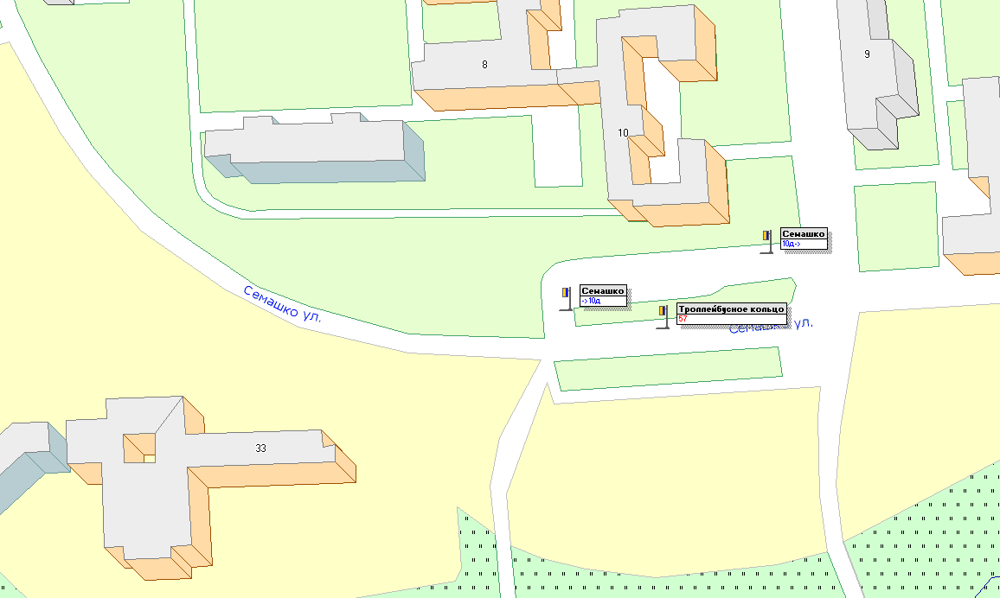 8
9
10
Семашко
10д->
Семашко
->10д
Троллейбусное кольцо
57
Семашко ул.
Семашко ул.
33